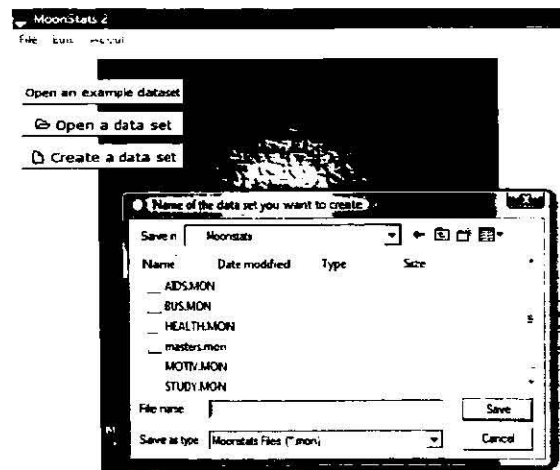 MoonStats 2
File
Open an example dataset
Open a data set
Create a data set
Name of the data set you want to create
Save in Moonstats
Name Date modified Type Size
AIDS.MON
BUS.MON
HEALTH.MON
masters.mon
MOTIV.MON
STUDY.MON
File name Save
Save as type Moonstats Files (*.mon) Cancel